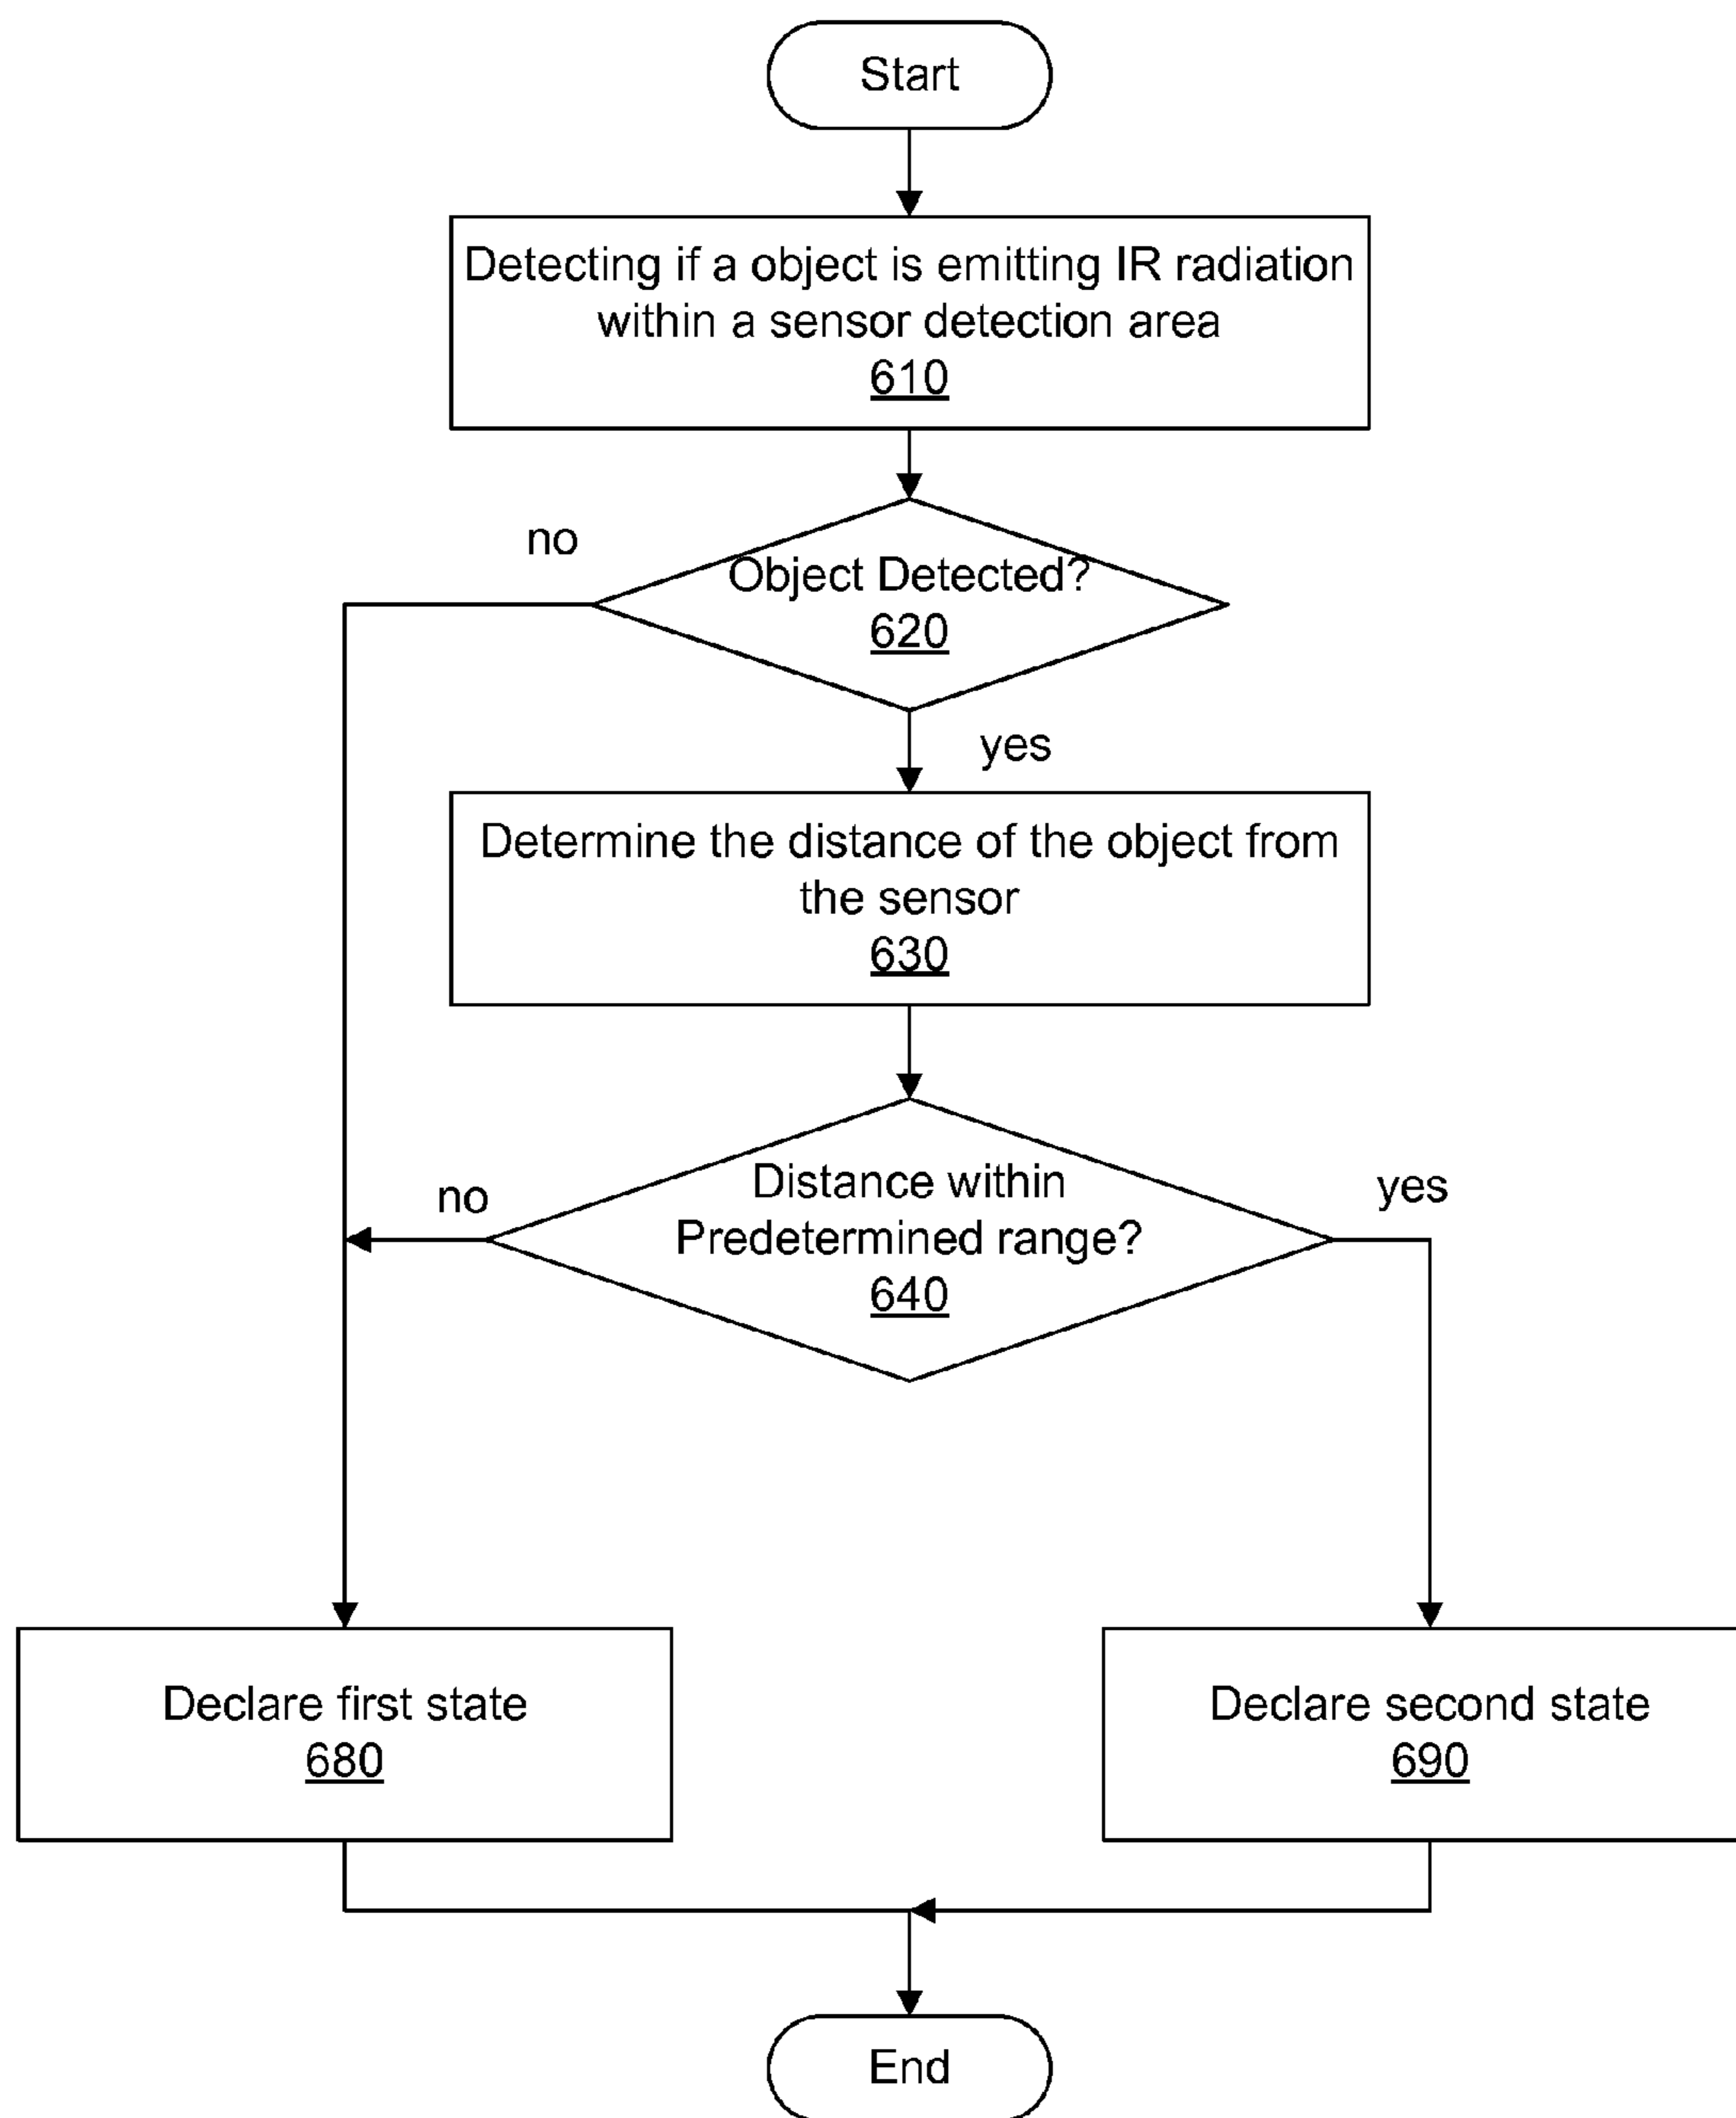 Start
Detecting if a object is emitting IR radiation
within a sensor detection area
610
no
Object Detected?
620
yes
Determine the distance of the object from
the sensor
630
Distance within
Predetermined range?
640
no
yes
Declare first state
680
Declare second state
690
End